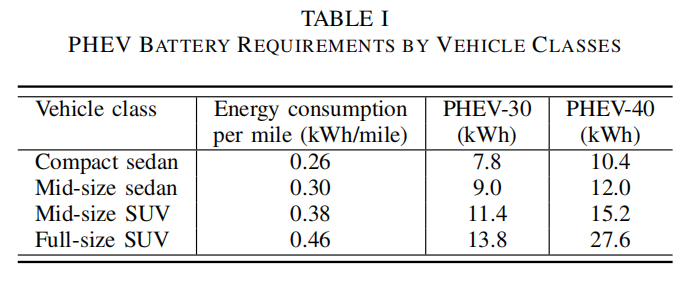 TABLE I
PHEV BATTERY REQUIREMENTS BY VEHICLE CLASSES
Vehicle class Energy consumption PHEV-30 PHEV-40
per mile (kWh/mile) (kWh) (kWh)
Compact sedan 0.26 7.8 10.4
Mid-size sedan 0.30 9.0 12.0
Mid-size SUV 0.38 11.4 15.2
Full-size SUV 0.46 13.8 27.6